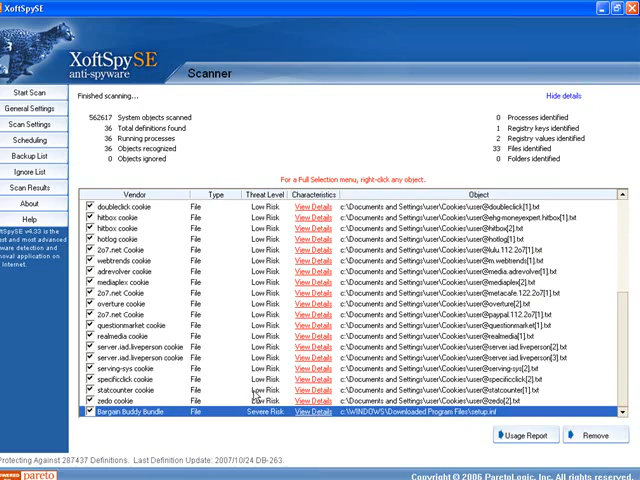 XoftSpySE
XoftSpySE
anti-spyware
Scanner
Start Scan
General Settings
Scan Settings
Scheduling
Backup List
Ignore List
Scan Results
About
Help
Finished scanning...
Hide details
562617 System objects scanned
36 Total definitions found
36 Running processes
36 Objects recognized
0 Objects ignored
0 Processes identified
1 Registry keys identified
2 Registry values identified
33 Files identified
0 Folders identified
For a Full Selection menu, right-click any object.
Vendor Type Threat Level Characteristics Object
doubleclick cookie File Low Risk View Details c:\Documents and Settings\user\Cookies\user@doubleclick[1].txt
hitbox cookie File Low Risk View Details c:\Documents and Settings\user\Cookies\user@ehg-moneyexpert.hitbox[1].txt
hitbox cookie File Low Risk View Details c:\Documents and Settings\user\Cookies\user@hitbox[2].txt
hotlog cookie File Low Risk View Details c:\Documents and Settings\user\Cookies\user@hotlog[1].txt
2o7.net Cookie File Low Risk View Details c:\Documents and Settings\user\Cookies\user@lulu.112.2o7[1].txt
webtrends cookie File Low Risk View Details c:\Documents and Settings\user\Cookies\user@m.webtrends[1].txt
adrevolver cookie File Low Risk View Details c:\Documents and Settings\user\Cookies\user@media.adrevolver[1].txt
mediaplex cookie File Low Risk View Details c:\Documents and Settings\user\Cookies\user@mediaplex[2].txt
2o7.net Cookie File Low Risk View Details c:\Documents and Settings\user\Cookies\user@metacafe.122.2o7[1].txt
overture cookie File Low Risk View Details c:\Documents and Settings\user\Cookies\user@overture[2].txt
2o7.net Cookie File Low Risk View Details c:\Documents and Settings\user\Cookies\user@paypal.112.2o7[1].txt
questionmarket cookie File Low Risk View Details c:\Documents and Settings\user\Cookies\user@questionmarket[1].txt
realmedia cookie File Low Risk View Details c:\Documents and Settings\user\Cookies\user@realmedia[1].txt
server.iad.liveperson cookie File Low Risk View Details c:\Documents and Settings\user\Cookies\user@server.iad.liveperson[2].txt
server.iad.liveperson cookie File Low Risk View Details c:\Documents and Settings\user\Cookies\user@server.iad.liveperson[3].txt
serving-sys cookie File Low Risk View Details c:\Documents and Settings\user\Cookies\user@serving-sys[2].txt
specificclick cookie File Low Risk View Details c:\Documents and Settings\user\Cookies\user@specificclick[2].txt
statcounter cookie File Low Risk View Details c:\Documents and Settings\user\Cookies\user@statcounter[1].txt
zedo cookie File Low Risk View Details c:\Documents and Settings\user\Cookies\user@zedo[2].txt
Bargain Buddy Bundle File Severe Risk View Details c:\WINDOWS\Downloaded Program Files\setup.inf
ftSpySE v4.33 is the
st and most advanced
ware detection and
moval application on
Internet.
Usage Report
Remove
Protecting Against 287437 Definitions. Last Definition Update: 2007/10/24 DB-263.
POWERED pareto
Copyright © 2006 ParetoLogic, Inc. All rights reserved.